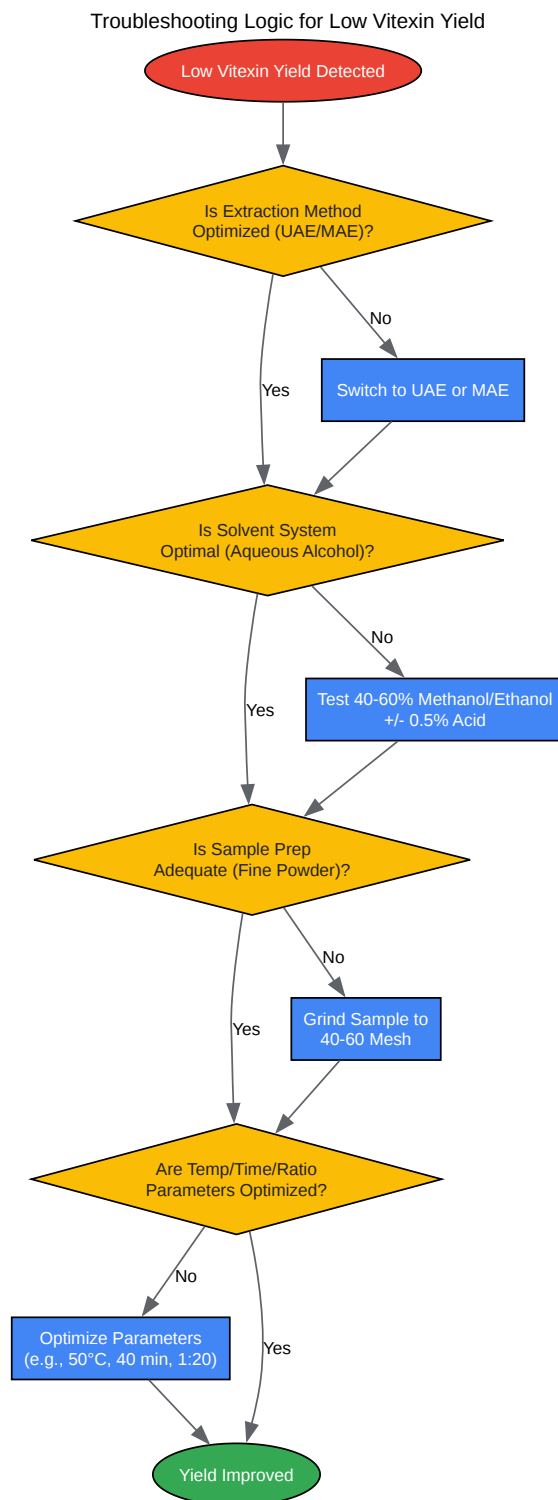 Troubleshooting Logic for Low Vitexin Yield
Low Vitexin Yield Detected
Is Extraction Method
Optimized (UAE/MAE)?
No
Yes
Switch to UAE or MAE
Is Solvent System
Optimal (Aqueous Alcohol)?
No
Yes
Test 40-60% Methanol/Ethanol
+/- 0.5% Acid
Is Sample Prep
Adequate (Fine Powder)?
No
Yes
Grind Sample to
40-60 Mesh
Are Temp/Time/Ratio
Parameters Optimized?
No
Yes
Optimize Parameters
(e.g., 50°C, 40 min, 1:20)
Yield Improved